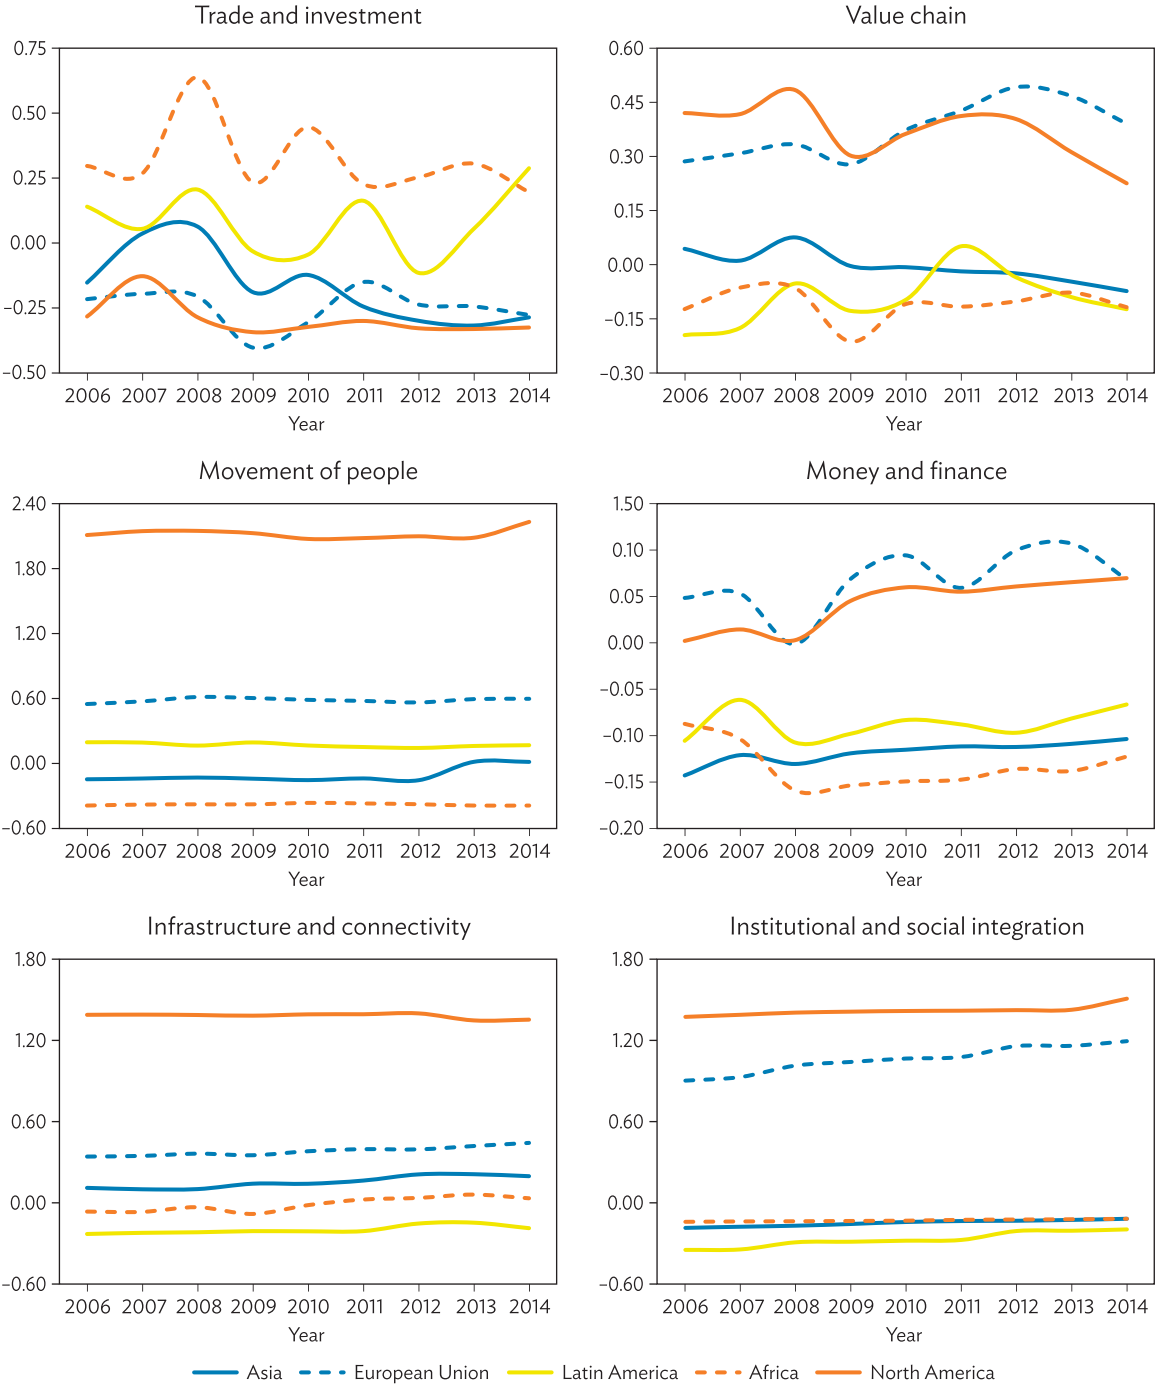 Trade and investment
0.75
0.50
0.25
0.00
−0.25
−0.50
2006 2007 2008 2009 2010 2011 2012 2013 2014
Year
Value chain
0.60
0.45
0.30
0.15
0.00
−0.15
−0.30
2006 2007 2008 2009 2010 2011 2012 2013 2014
Year
Movement of people
2.40
1.80
1.20
0.60
0.00
−0.60
2006 2007 2008 2009 2010 2011 2012 2013 2014
Year
Money and finance
1.50
0.10
0.05
0.00
−0.05
−0.10
−0.15
−0.20
2006 2007 2008 2009 2010 2011 2012 2013 2014
Year
Infrastructure and connectivity
1.80
1.20
0.60
0.00
−0.60
2006 2007 2008 2009 2010 2011 2012 2013 2014
Year
Institutional and social integration
1.80
1.20
0.60
0.00
−0.60
2006 2007 2008 2009 2010 2011 2012 2013 2014
Year
Asia European Union Latin America Africa North America